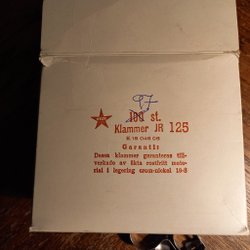 100 st.
Klammer JR 125
Garanti:
Dessa klammer garanteras till-
verkade av äkta rostfritt mate-
rial i legering crom-nickel 18-8